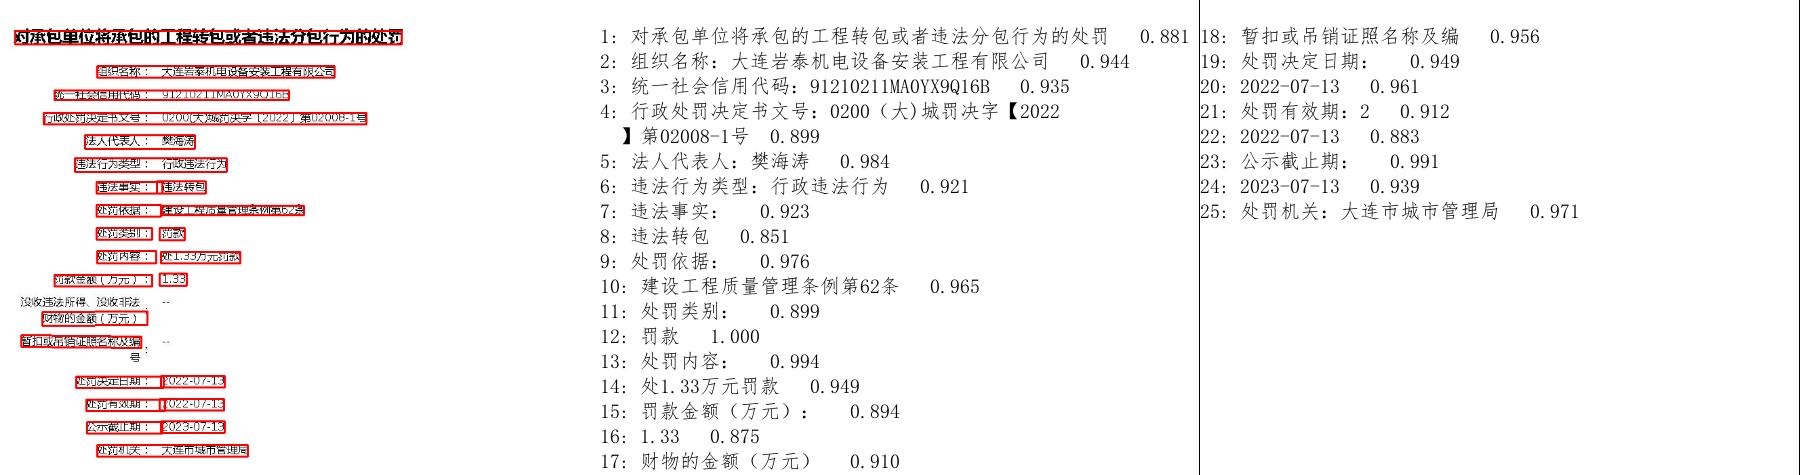 对承包单位将承包的工程转包或者违法分包行为的处罚
组织名称： 大连岩泰机电设备安装工程有限公司
统一社会信用代码： 91210211MA0YX9Q16B
行政处罚决定书文号： 0200(大)城罚决字〔2022〕第02008-1号
法人代表人： 樊海涛
违法行为类型： 行政违法行为
违法事实： 违法转包
处罚依据： 建设工程质量管理条例第62条
处罚类别： 罚款
处罚内容： 处1.33万元罚款
罚款金额（万元）： 1.33
没收违法所得、没收非法 --
财物的金额（万元）：
暂扣或吊销证照名称及编 --
号：
处罚决定日期： 2022-07-13
处罚有效期： 2022-07-13
公示截止期： 2023-07-13
处罚机关： 大连市城市管理局
1: 对承包单位将承包的工程转包或者违法分包行为的处罚 0.881
2: 组织名称: 大连岩泰机电设备安装工程有限公司 0.944
3: 统一社会信用代码: 91210211MA0YX9Q16B 0.935
4: 行政处罚决定书文号: 0200（大)城罚决字【2022
】第02008-1号 0.899
5: 法人代表人: 樊海涛 0.984
6: 违法行为类型: 行政违法行为 0.921
7: 违法事实: 0.923
8: 违法转包 0.851
9: 处罚依据: 0.976
10: 建设工程质量管理条例第62条 0.965
11: 处罚类别: 0.899
12: 罚款 1.000
13: 处罚内容: 0.994
14: 处1.33万元罚款 0.949
15: 罚款金额（万元）: 0.894
16: 1.33 0.875
17: 财物的金额（万元） 0.910
18: 暂扣或吊销证照名称及编 0.956
19: 处罚决定日期: 0.949
20: 2022-07-13 0.961
21: 处罚有效期: 2 0.912
22: 2022-07-13 0.883
23: 公示截止期: 0.991
24: 2023-07-13 0.939
25: 处罚机关: 大连市城市管理局 0.971